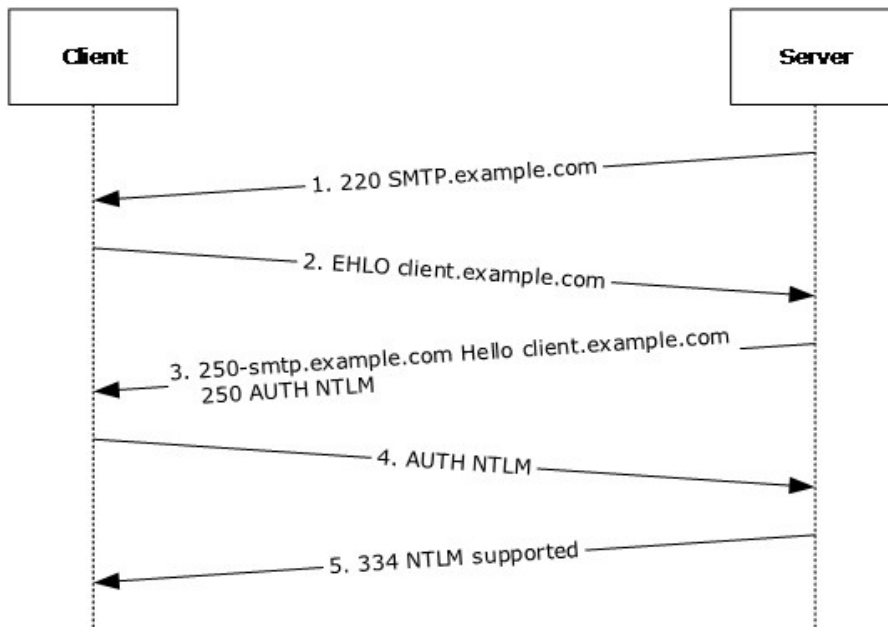 Client
Server
1. 220 SMTP.example.com
2. EHLO client.example.com
3. 250-smtp.example.com Hello client.example.com
250 AUTH NTLM
4. AUTH NTLM
5. 334 NTLM supported